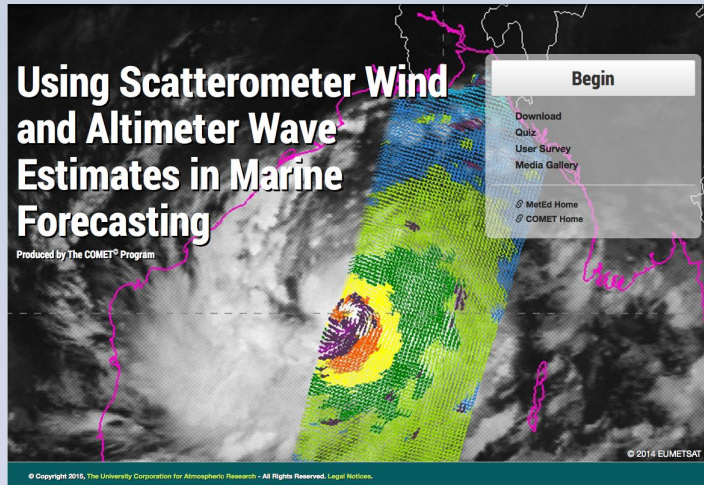 Using Scatterometer Wind
and Altimeter Wave
Estimates in Marine
Forecasting
Produced by The COMET© Program
Begin
Download
Quiz
User Survey
Media Gallery
MetEd Home
COMET Home
© 2014 EUMETSAT
© Copyright 2015, The University Corporation for Atmospheric Research - All Rights Reserved. Legal Notices.